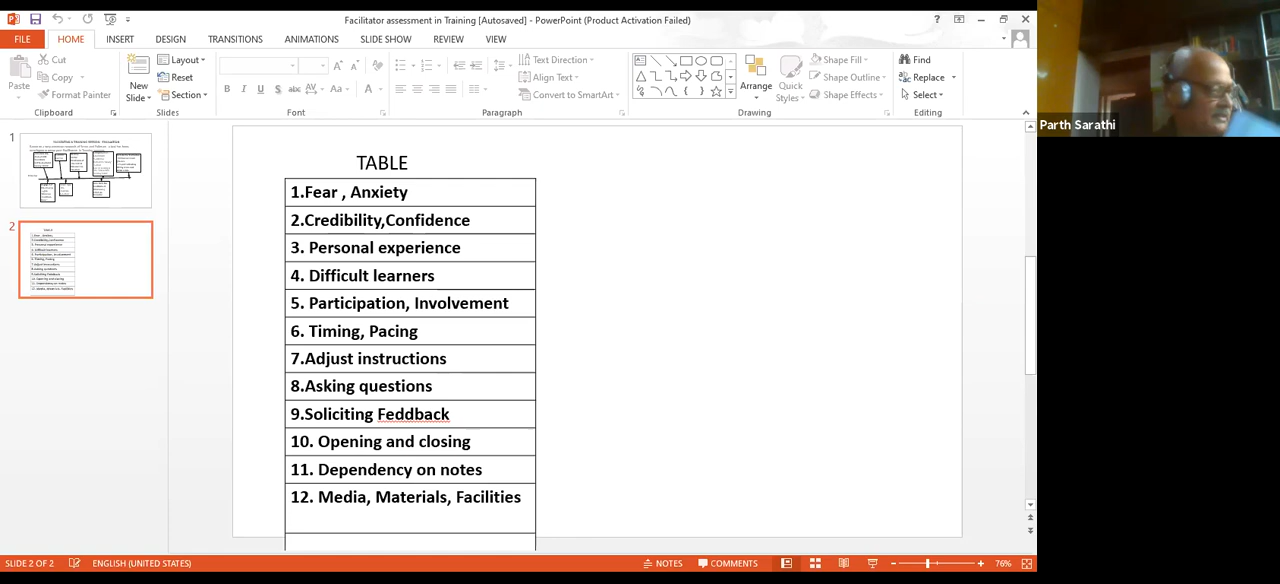 Facilitator assessment in Training [Autosaved] - PowerPoint (Product Activation Failed)
FILE HOME INSERT DESIGN TRANSITIONS ANIMATIONS SLIDE SHOW REVIEW VIEW
Paste
Cut
Copy
Format Painter
Clipboard
New
Slide
Layout
Reset
Section
Slides
Font
Text Direction
Align Text
Convert to SmartArt
Paragraph
Arrange
Quick
Styles
Shape Fill
Shape Outline
Shape Effects
Drawing
Find
Replace
Select
Editing
Parth Sarathi
1
2
TABLE
1.Fear , Anxiety
2.Credibility,Confidence
3. Personal experience
4. Difficult learners
5. Participation, Involvement
6. Timing, Pacing
7.Adjust instructions
8.Asking questions
9.Soliciting Feddback
10. Opening and closing
11. Dependency on notes
12. Media, Materials, Facilities
SLIDE 2 OF 2 ENGLISH (UNITED STATES) NOTES COMMENTS 76%